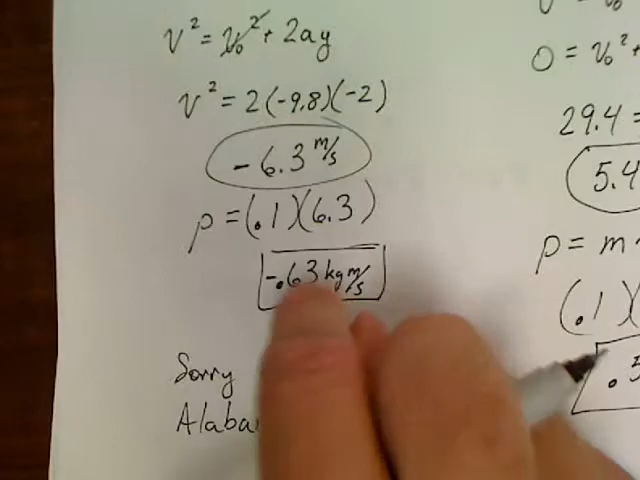 v² = v₀² + 2ay
v² = 2(-9.8)(-2)
-6.3 m/s
p = (.1)(6.3)
-.63 kg m/s
Sorry
0 = v₀² +
29.4 =
5.4
p = m
(.1)(